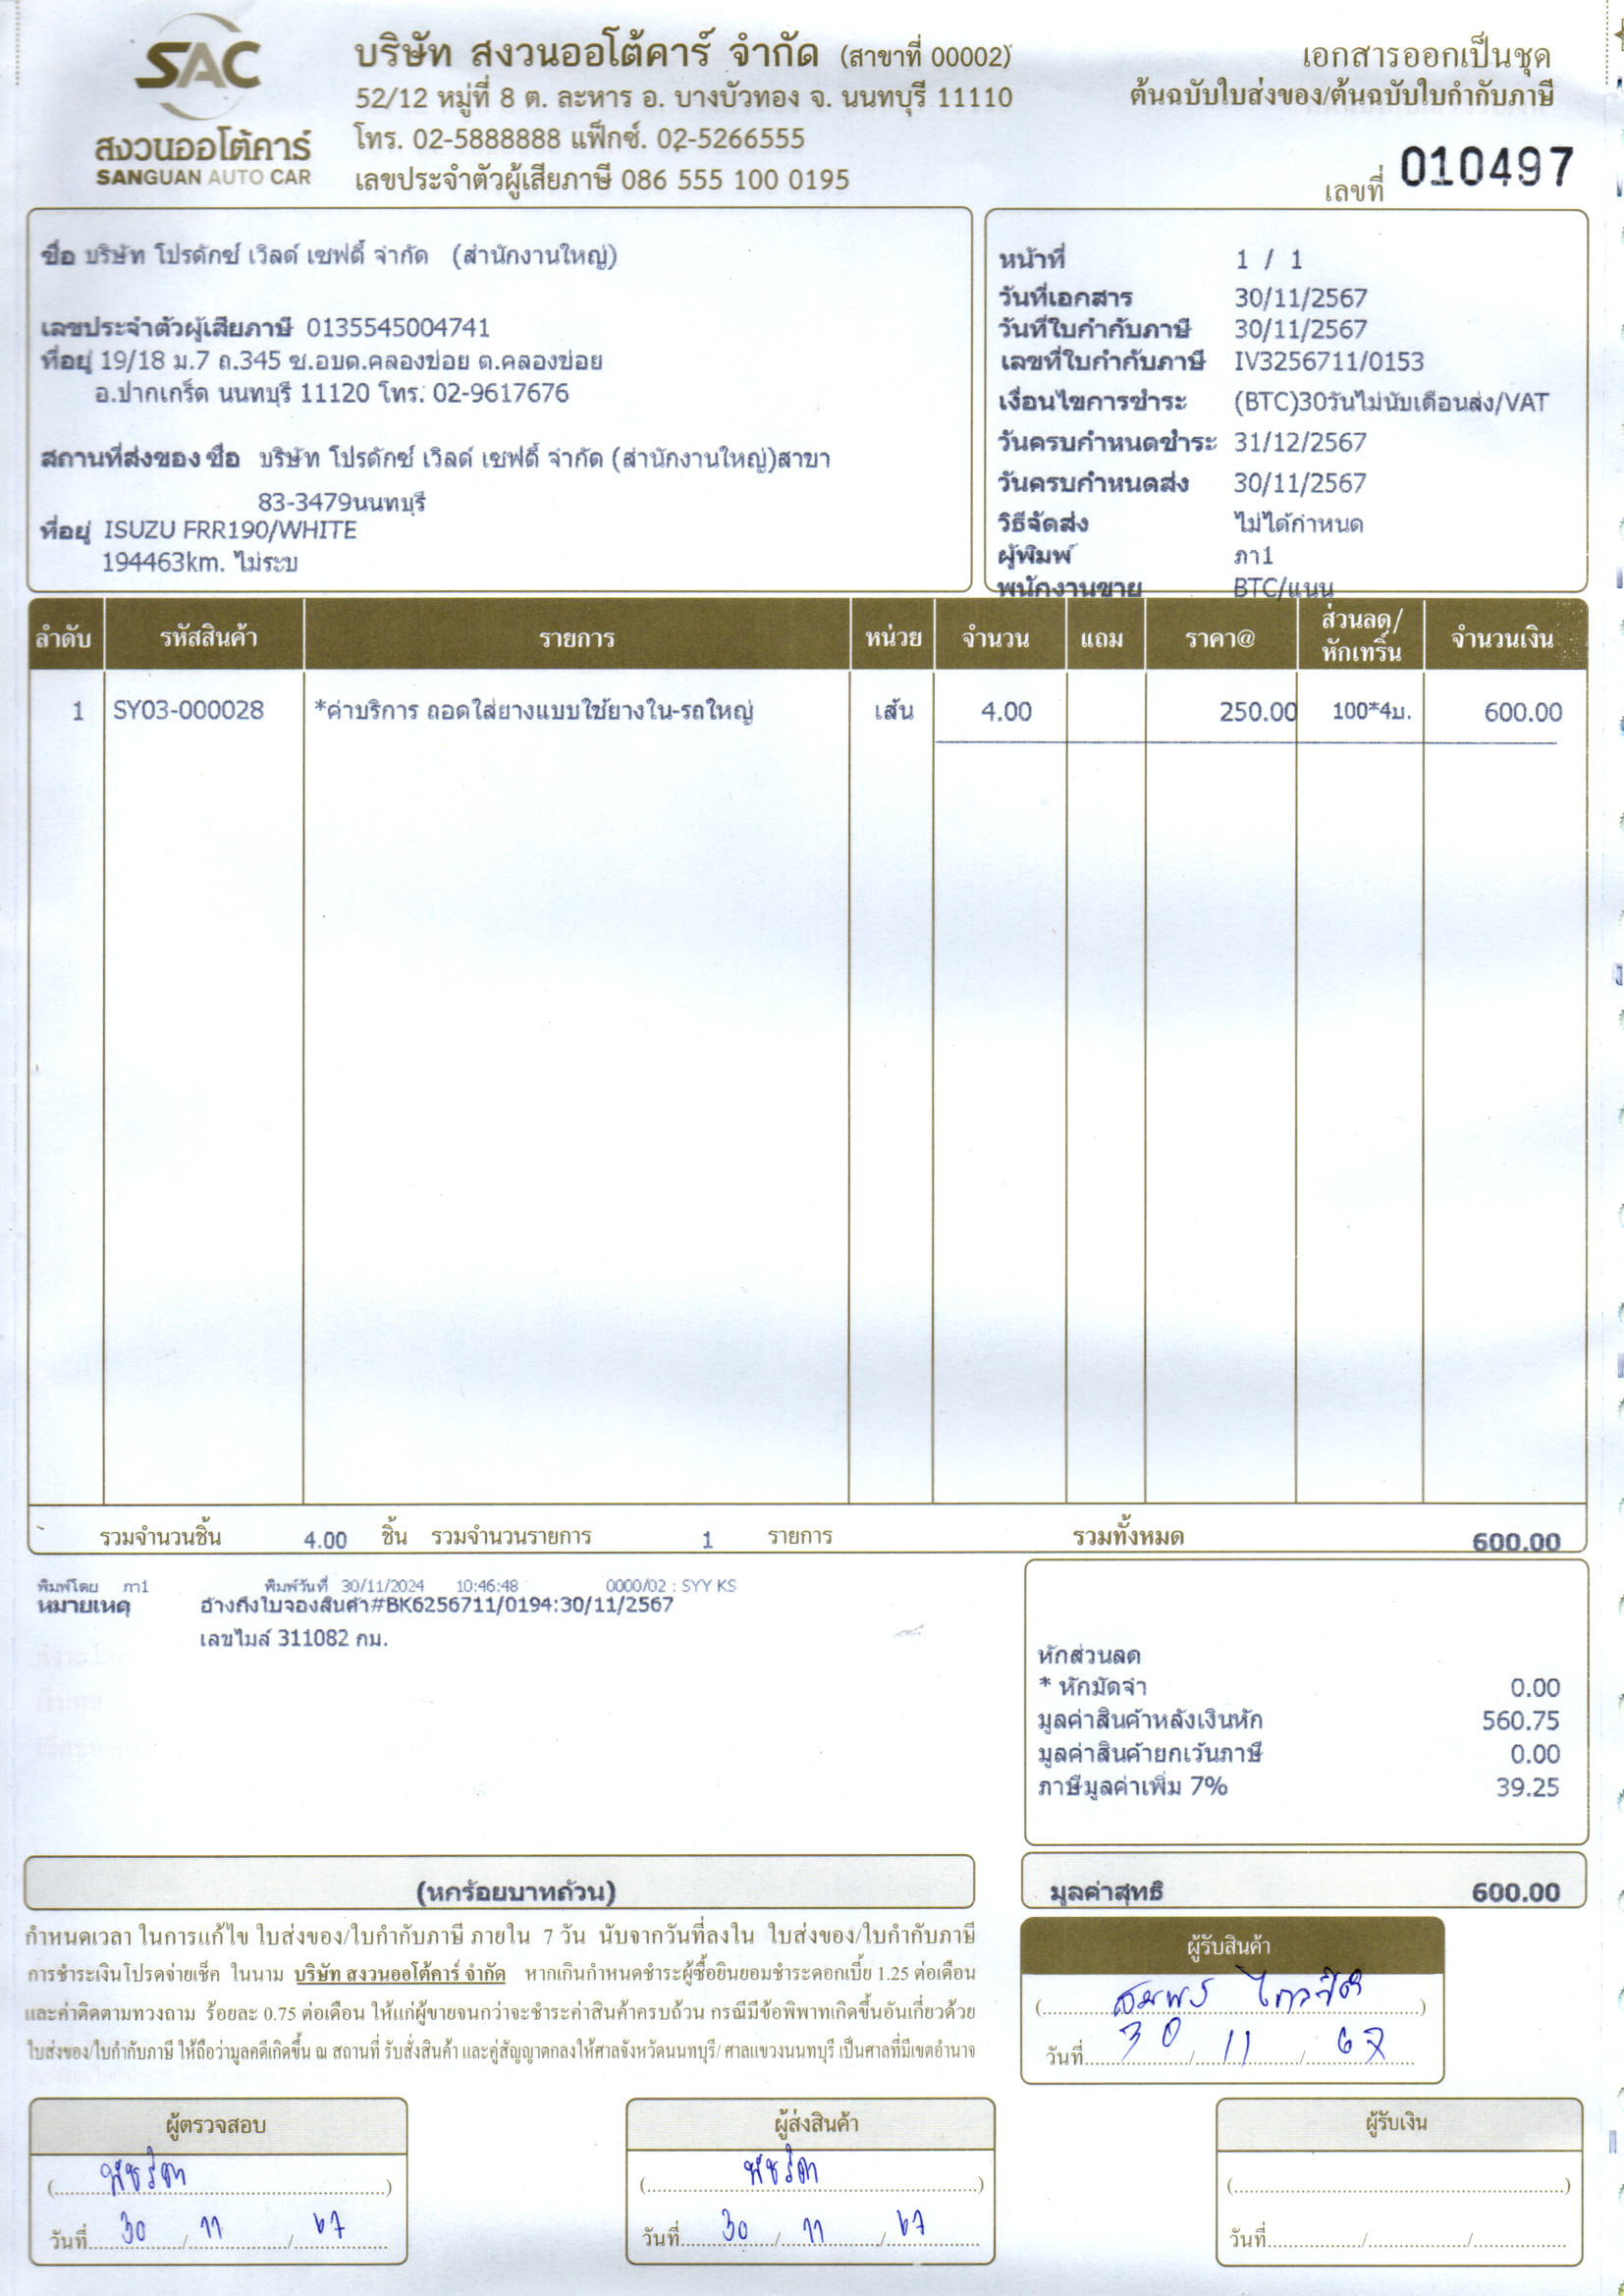 SAC
สงวนออโต้คาร์
SANGUAN AUTO CAR
บริษัท สงวนออโต้คาร์ จำกัด (สาขาที่ 00002)
52/12 หมู่ที่ 8 ต. ละหาร อ. บางบัวทอง จ. นนทบุรี 11110
โทร. 02-5888888 แฟ็กซ์. 02-5266555
เลขประจำตัวผู้เสียภาษี 086 555 100 0195
เอกสารออกเป็นชุด
ต้นฉบับใบส่งของ/ต้นฉบับใบกำกับภาษี
เลขที่ 010497
ชื่อ บริษัท โปรดักซ์ เวิลด์ เซฟตี้ จำกัด (สำนักงานใหญ่)
เลขประจำตัวผู้เสียภาษี 0135545004741
ที่อยู่ 19/18 ม.7 ถ.345 ซ.อบต.คลองข่อย ต.คลองข่อย
อ.ปากเกร็ด นนทบุรี 11120 โทร. 02-9617676
สถานที่ส่งของ ชื่อ บริษัท โปรดักซ์ เวิลด์ เซฟตี้ จำกัด (สำนักงานใหญ่)สาขา
83-3479นนทบุรี
ที่อยู่ ISUZU FRR190/WHITE
194463km. ไม่ระบ
หน้าที่ 1 / 1
วันที่เอกสาร 30/11/2567
วันที่ใบกำกับภาษี 30/11/2567
เลขที่ใบกำกับภาษี IV3256711/0153
เงื่อนไขการชำระ (BTC)30วันไม่นับเดือนส่ง/VAT
วันครบกำหนดชำระ 31/12/2567
วันครบกำหนดส่ง 30/11/2567
วิธีจัดส่ง ไม่ได้กำหนด
ผู้พิมพ์ ภา1
พนักงานขาย BTC/แนน
ลำดับ รหัสสินค้า รายการ หน่วย จำนวน แถม ราคา@ ส่วนลด/หักเทริ์น จำนวนเงิน
1 SY03-000028 *ค่าบริการ ถอดใส่ยางแบบใช้ยางใน-รถใหญ่ เส้น 4.00 250.00 100*4บ. 600.00
รวมจำนวนชิ้น 4.00 ชิ้น รวมจำนวนรายการ 1 รายการ รวมทั้งหมด 600.00
พิมพ์โดย ภา1 พิมพ์วันที่ 30/11/2024 10:46:48 0000/02 : SYY KS
หมายเหตุ อ้างถึงใบจองสินค้า#BK6256711/0194:30/11/2567
เลขไมล์ 311082 กม.
หักส่วนลด
* หักมัดจำ 0.00
มูลค่าสินค้าหลังเงินหัก 560.75
มูลค่าสินค้ายกเว้นภาษี 0.00
ภาษีมูลค่าเพิ่ม 7% 39.25
(หกร้อยบาทถ้วน)
มูลค่าสุทธิ 600.00
กำหนดเวลา ในการแก้ไข ใบส่งของ/ใบกำกับภาษี ภายใน 7 วัน นับจากวันที่ลงใน ใบส่งของ/ใบกำกับภาษี
การชำระเงินโปรดจ่ายเช็ค ในนาม บริษัท สงวนออโต้คาร์ จำกัด หากเกินกำหนดชำระผู้ซื้อยินยอมชำระดอกเบี้ย 1.25 ต่อเดือน
และค่าติดตามทวงถาม ร้อยละ 0.75 ต่อเดือน ให้แก่ผู้ขายจนกว่าจะชำระค่าสินค้าครบถ้วน กรณีมีข้อพิพาทเกิดขึ้นอันเกี่ยวด้วย
ใบส่งของ/ใบกำกับภาษี ให้ถือว่ามูลคดีเกิดขึ้น ณ สถานที่ รับสั่งสินค้า และคู่สัญญาตกลงให้ศาลจังหวัดนนทบุรี/ ศาลแขวงนนทบุรี เป็นศาลที่มีเขตอำนาจ
ผู้รับสินค้า
สมพร
วันที่ 30 / 11 / 67
ผู้ตรวจสอบ
พัชริดา
วันที่ 30 / 11 / 67
ผู้ส่งสินค้า
พัชริดา
วันที่ 30 / 11 / 67
ผู้รับเงิน
วันที่ / /